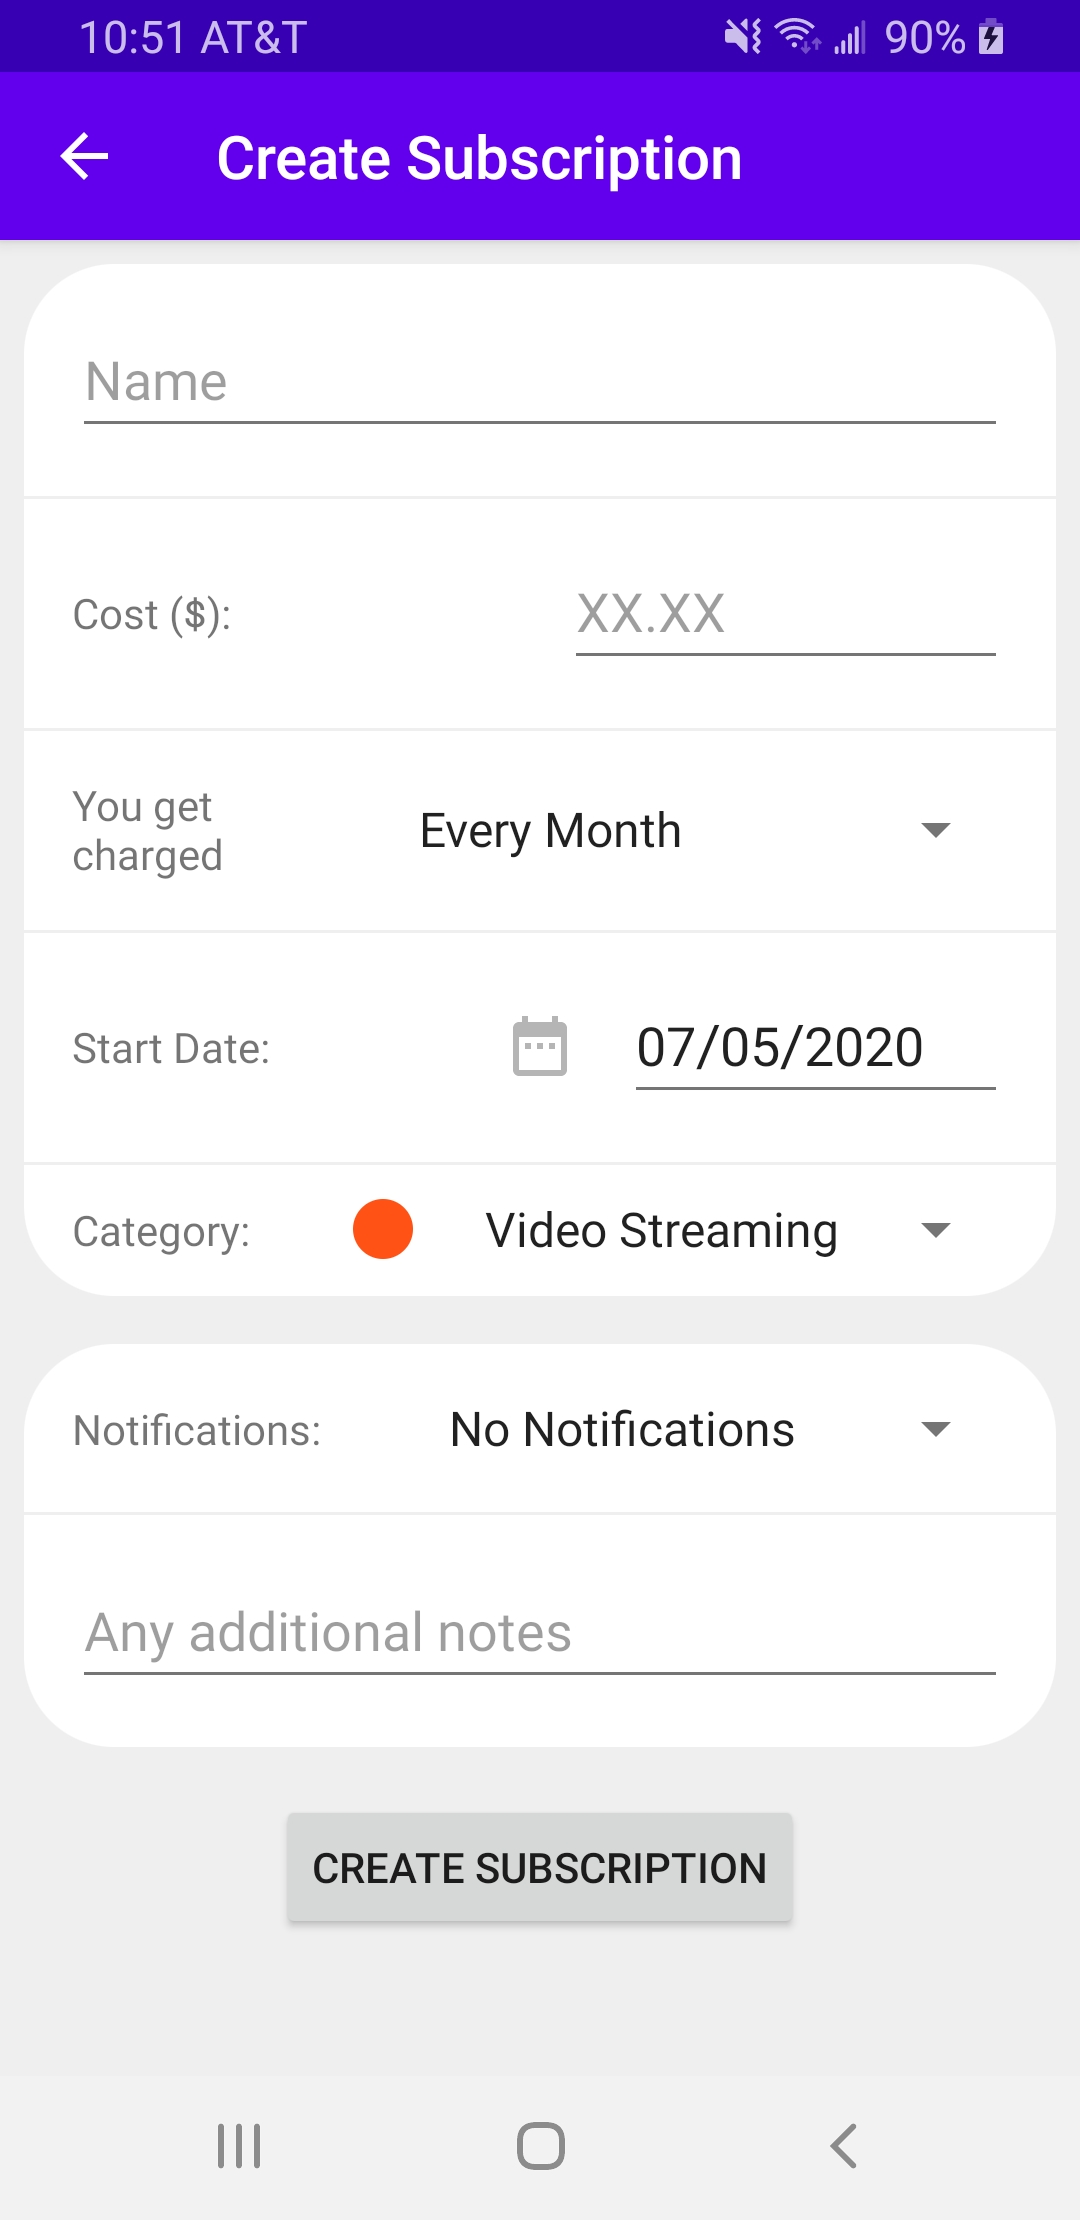 10:51 AT&T 90%
Create Subscription
Name
Cost ($): XX.XX
You get
charged
Every Month
Start Date: 07/05/2020
Category: Video Streaming
Notifications: No Notifications
Any additional notes
CREATE SUBSCRIPTION